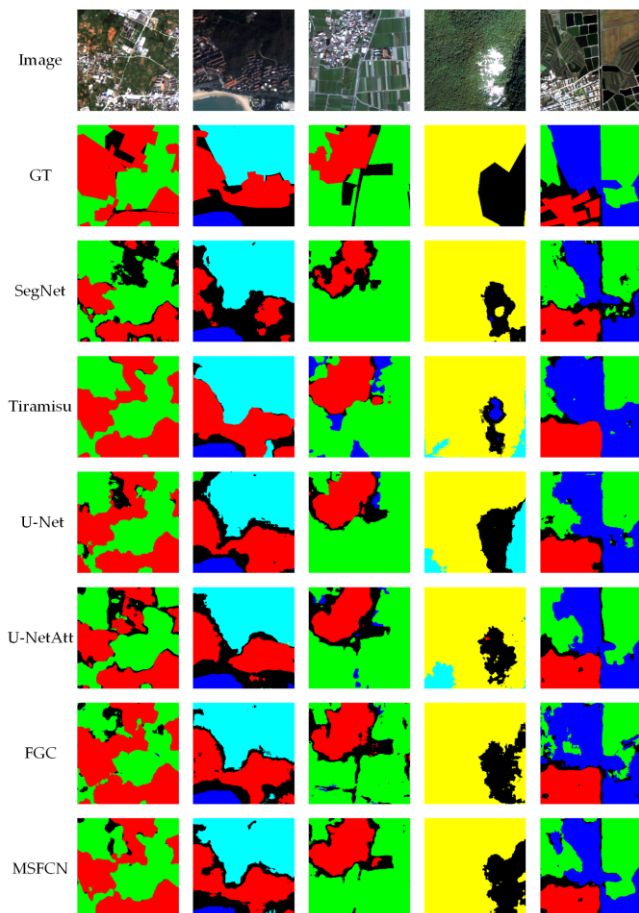 Image
GT
SegNet
Tiramisu
U-Net
U-NetAtt
FGC
MSFCN